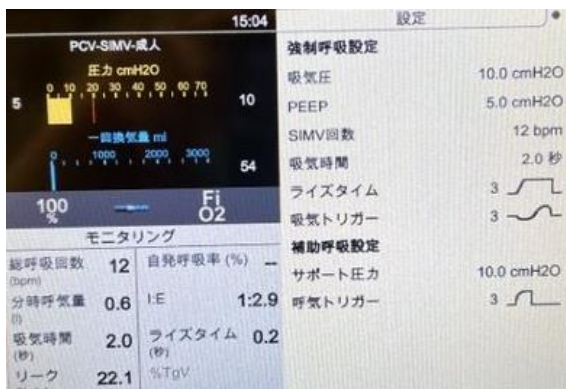 15:04
PCV-SIMV-成人
圧力 cmH2O
0 10 20 30 40 50 60 70
5
10
一回換気量 ml
0 1000 2000 3000
54
100 %
Fi O2
モニタリング
総呼吸回数 (bpm) 12
自発呼吸率 (%) --
分時呼気量 (l) 0.6
I:E 1:2.9
吸気時間 (秒) 2.0
ライズタイム (秒) 0.2
リーク 22.1
%TgV
設定
強制呼吸設定
吸気圧 10.0 cmH2O
PEEP 5.0 cmH2O
SIMV回数 12 bpm
吸気時間 2.0 秒
ライズタイム 3
吸気トリガー 3
補助呼吸設定
サポート圧力 10.0 cmH2O
呼気トリガー 3